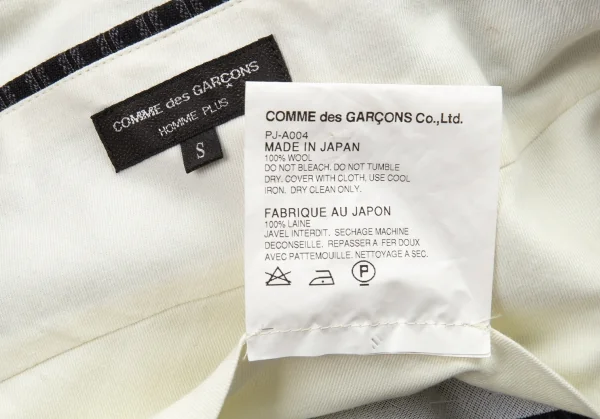 COMME des GARÇONS
HOMME PLUS
S
COMME des GARÇONS Co.,Ltd.
PJ-A004
MADE IN JAPAN
100% WOOL
DO NOT BLEACH. DO NOT TUMBLE
DRY. COVER WITH CLOTH. USE COOL
IRON. DRY CLEAN ONLY.
FABRIQUE AU JAPON
100% LAINE
JAVEL INTERDIT. SECHAGE MACHINE
DECONSEILLE. REPASSER A FER DOUX
AVEC PATTEMOUILLE. NETTOYAGE A SEC.
P